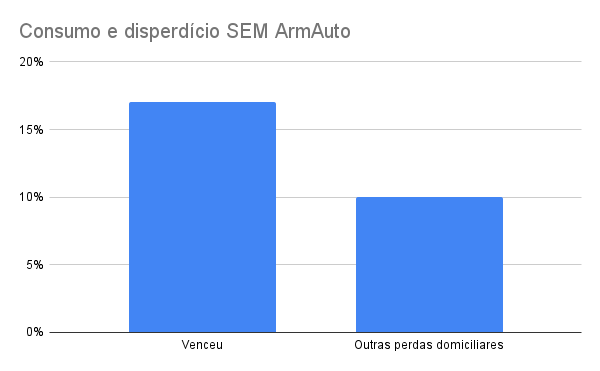 Consumo e disperdício SEM ArmAuto
20%
15%
10%
5%
0%
Venceu
Outras perdas domiciliares